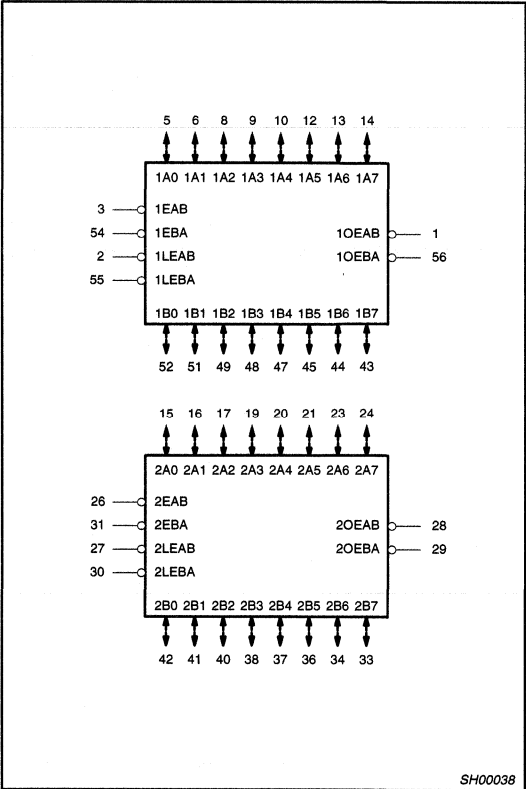 5 6 8 9 10 12 13 14
1A0 1A1 1A2 1A3 1A4 1A5 1A6 1A7
3 1EAB
54 1EBA 1OEAB 1
2 1LEAB 1OEBA 56
55 1LEBA
1B0 1B1 1B2 1B3 1B4 1B5 1B6 1B7
52 51 49 48 47 45 44 43
15 16 17 19 20 21 23 24
2A0 2A1 2A2 2A3 2A4 2A5 2A6 2A7
26 2EAB
31 2EBA 2OEAB 28
27 2LEAB 2OEBA 29
30 2LEBA
2B0 2B1 2B2 2B3 2B4 2B5 2B6 2B7
42 41 40 38 37 36 34 33
SH00038